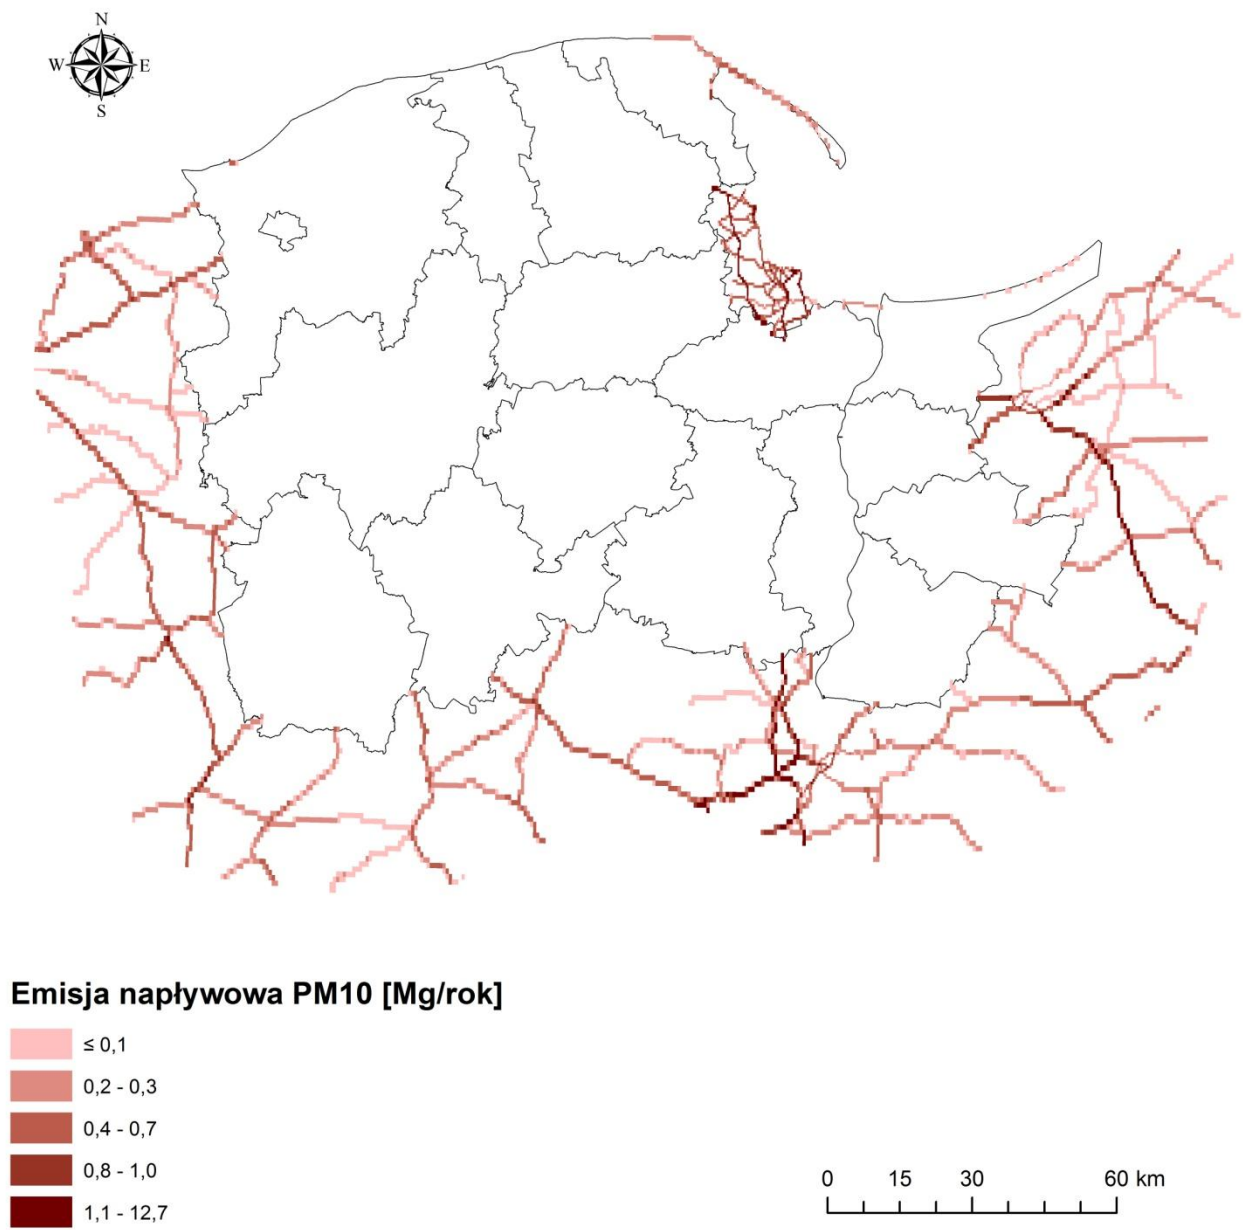 N
W E
S
Emisja napływowa PM10 [Mg/rok]
≤ 0,1
0,2 - 0,3
0,4 - 0,7
0,8 - 1,0
1,1 - 12,7
0 15 30 60 km